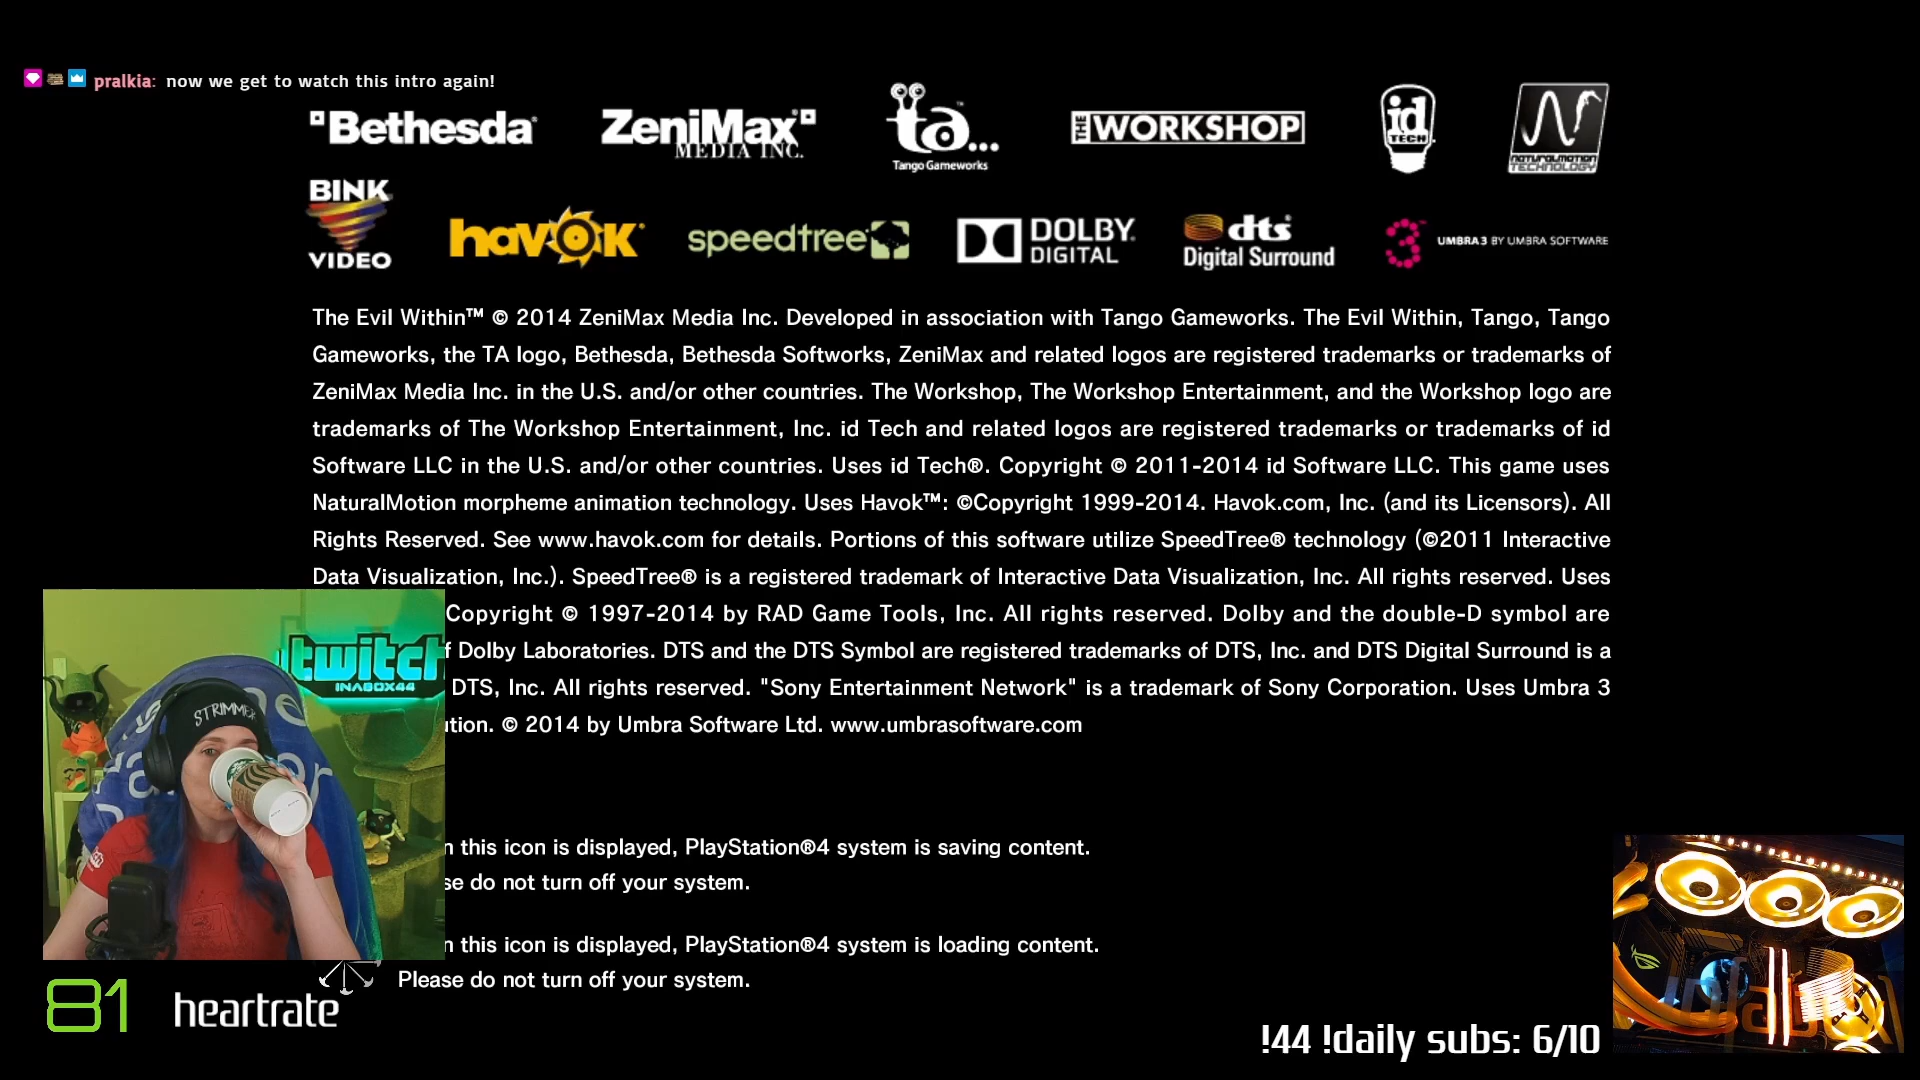 pralkia: now we get to watch this intro again!
Bethesda ZeniMax MEDIA INC. ta... Tango Gameworks THE WORKSHOP id TECH NATURALMOTION TECHNOLOGY
BINK VIDEO havok speedtree DOLBY DIGITAL dts Digital Surround 3 UMBRA 3 BY UMBRA SOFTWARE
The Evil Within™ © 2014 ZeniMax Media Inc. Developed in association with Tango Gameworks. The Evil Within, Tango, Tango
Gameworks, the TA logo, Bethesda, Bethesda Softworks, ZeniMax and related logos are registered trademarks or trademarks of
ZeniMax Media Inc. in the U.S. and/or other countries. The Workshop, The Workshop Entertainment, and the Workshop logo are
trademarks of The Workshop Entertainment, Inc. id Tech and related logos are registered trademarks or trademarks of id
Software LLC in the U.S. and/or other countries. Uses id Tech®. Copyright © 2011-2014 id Software LLC. This game uses
NaturalMotion morpheme animation technology. Uses Havok™: ©Copyright 1999-2014. Havok.com, Inc. (and its Licensors). All
Rights Reserved. See www.havok.com for details. Portions of this software utilize SpeedTree® technology (©2011 Interactive
Data Visualization, Inc.). SpeedTree® is a registered trademark of Interactive Data Visualization, Inc. All rights reserved. Uses
Copyright © 1997-2014 by RAD Game Tools, Inc. All rights reserved. Dolby and the double-D symbol are
f Dolby Laboratories. DTS and the DTS Symbol are registered trademarks of DTS, Inc. and DTS Digital Surround is a
DTS, Inc. All rights reserved. "Sony Entertainment Network" is a trademark of Sony Corporation. Uses Umbra 3
ution. © 2014 by Umbra Software Ltd. www.umbrasoftware.com
twitch
INABOX44
STRIMMER
n this icon is displayed, PlayStation®4 system is saving content.
se do not turn off your system.
n this icon is displayed, PlayStation®4 system is loading content.
Please do not turn off your system.
81 heartrate
!44 !daily subs: 6/10